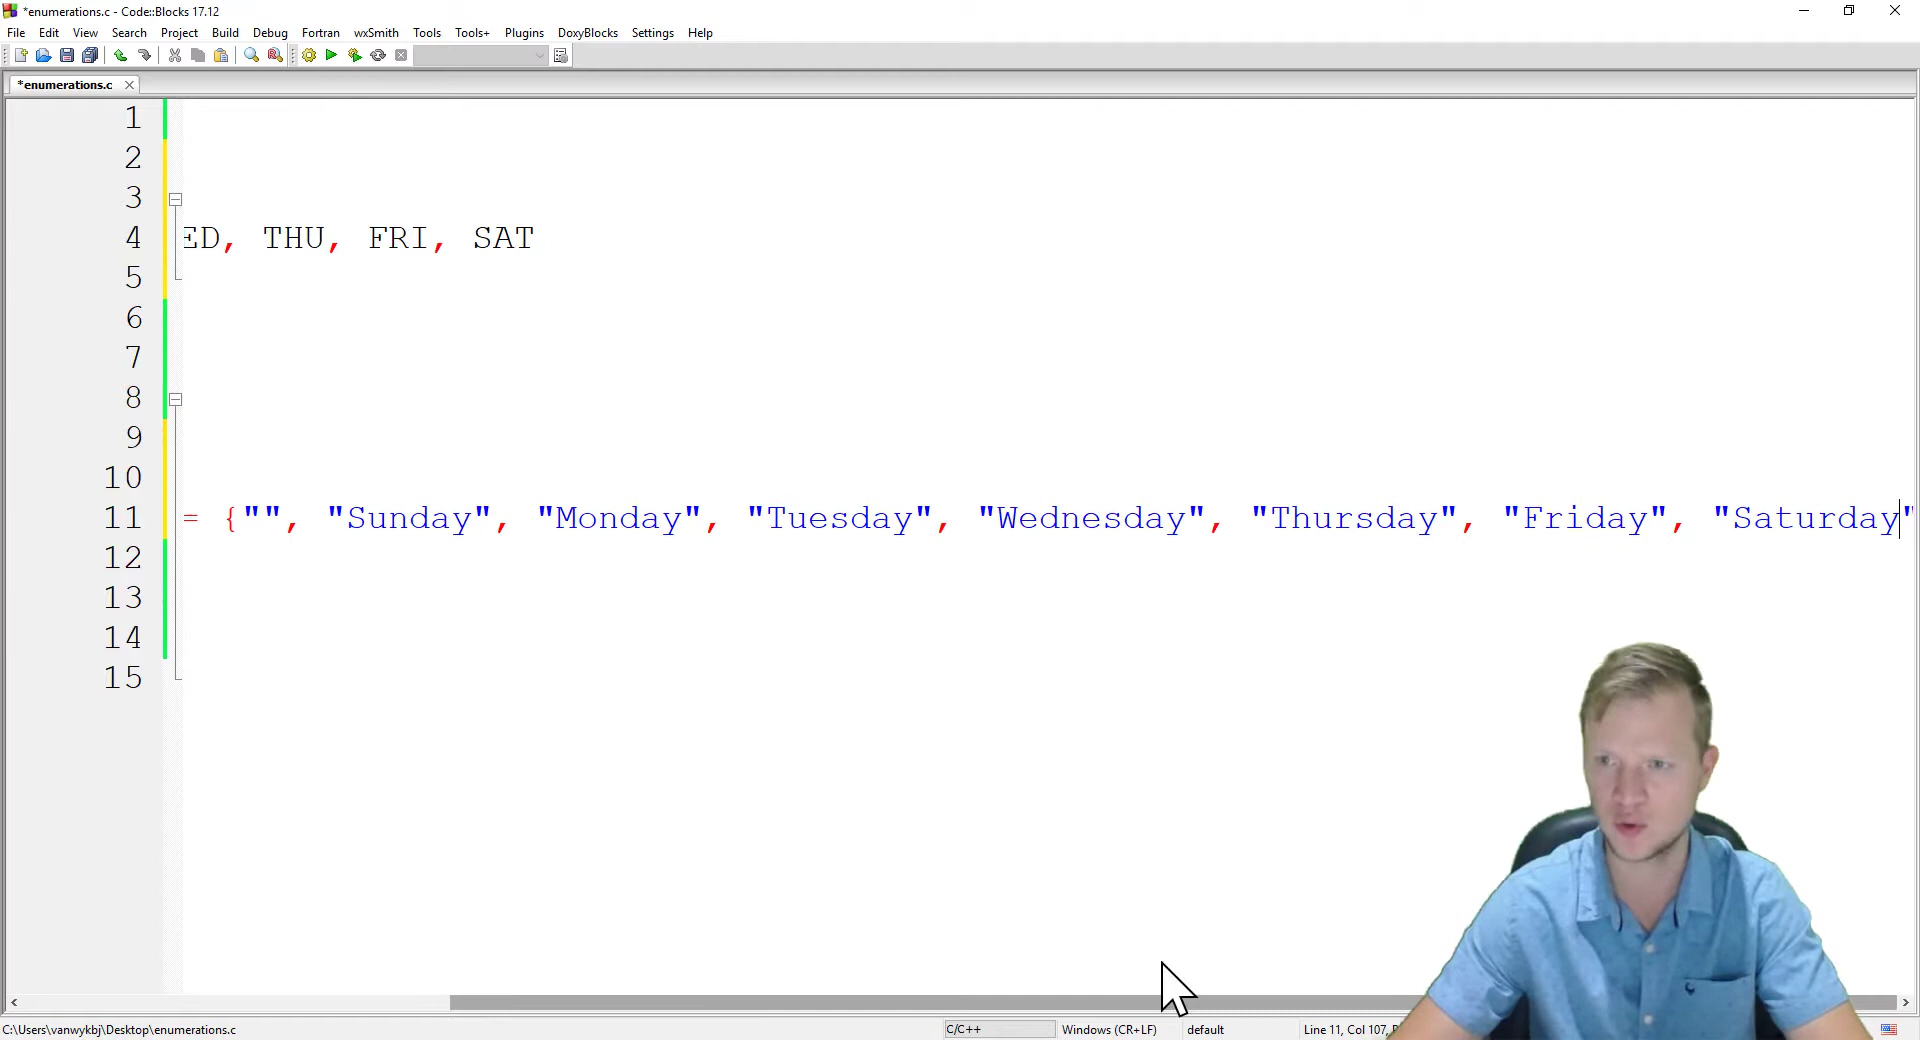 *enumerations.c - Code::Blocks 17.12
File Edit View Search Project Build Debug Fortran wxSmith Tools Tools+ Plugins DoxyBlocks Settings Help
*enumerations.c
1
2
3
4 ED, THU, FRI, SAT
5
6
7
8
9
10
11 = {"", "Sunday", "Monday", "Tuesday", "Wednesday", "Thursday", "Friday", "Saturday"
12
13
14
15
C:\Users\vanwykbj\Desktop\enumerations.c C/C++ Windows (CR+LF) default Line 11, Col 107,